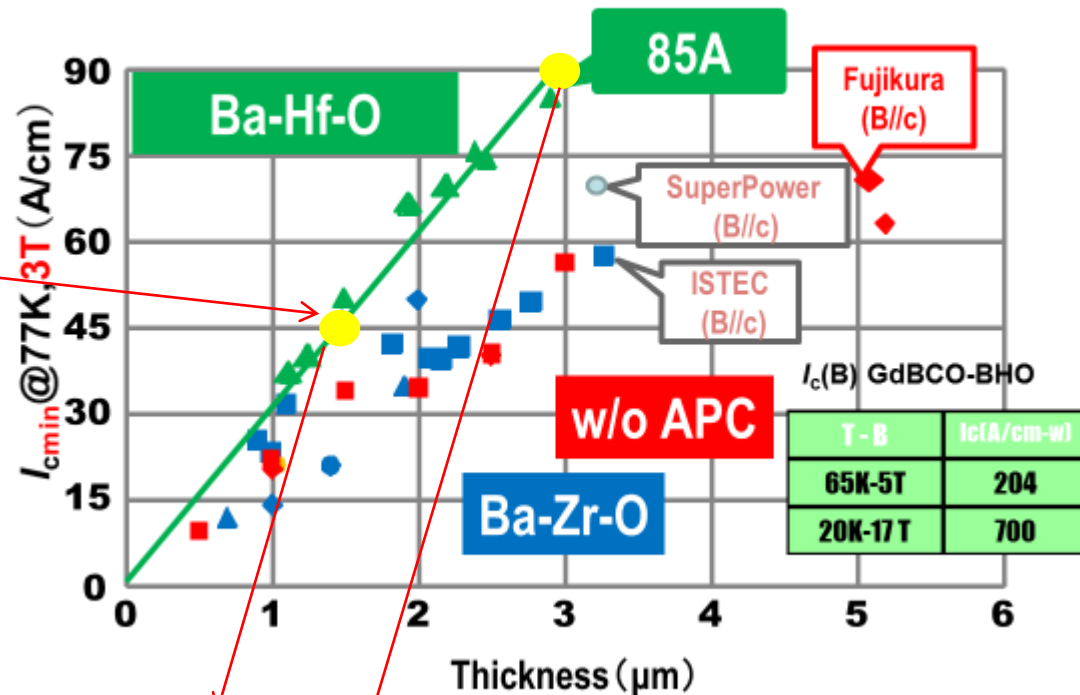 85A
90
Ba-Hf-O
Fujikura
(B//c)
75
SuperPower
(B//c)
60
ISTEC
(B//c)
45
Ic(B) GdBCO-BHO
30
w/o APC
T - B Ic(A/cm-w)
65K-5T 204
20K-17 T 700
15
Ba-Zr-O
0
0 1 2 3 4 5 6
Icmin@77K,3T (A/cm)
Thickness (μm)